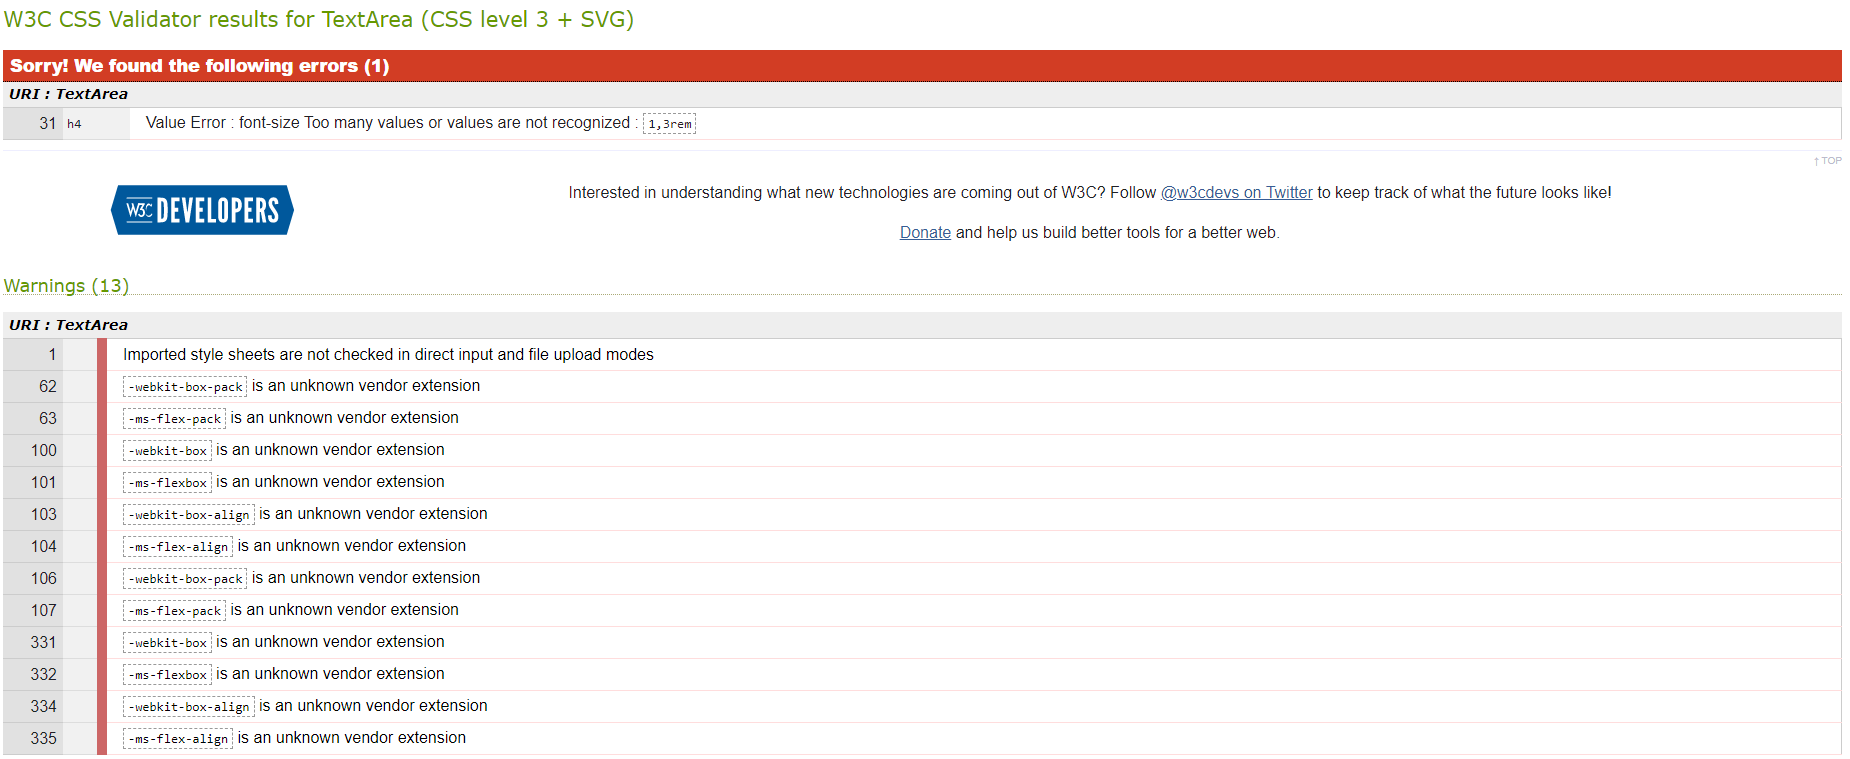 W3C CSS Validator results for TextArea (CSS level 3 + SVG)
Sorry! We found the following errors (1)
URI : TextArea
31 h4 Value Error : font-size Too many values or values are not recognized : 1,3rem
↑ TOP
W3C DEVELOPERS
Interested in understanding what new technologies are coming out of W3C? Follow @w3cdevs on Twitter to keep track of what the future looks like!
Donate and help us build better tools for a better web.
Warnings (13)
URI : TextArea
1 Imported style sheets are not checked in direct input and file upload modes
62 -webkit-box-pack is an unknown vendor extension
63 -ms-flex-pack is an unknown vendor extension
100 -webkit-box is an unknown vendor extension
101 -ms-flexbox is an unknown vendor extension
103 -webkit-box-align is an unknown vendor extension
104 -ms-flex-align is an unknown vendor extension
106 -webkit-box-pack is an unknown vendor extension
107 -ms-flex-pack is an unknown vendor extension
331 -webkit-box is an unknown vendor extension
332 -ms-flexbox is an unknown vendor extension
334 -webkit-box-align is an unknown vendor extension
335 -ms-flex-align is an unknown vendor extension